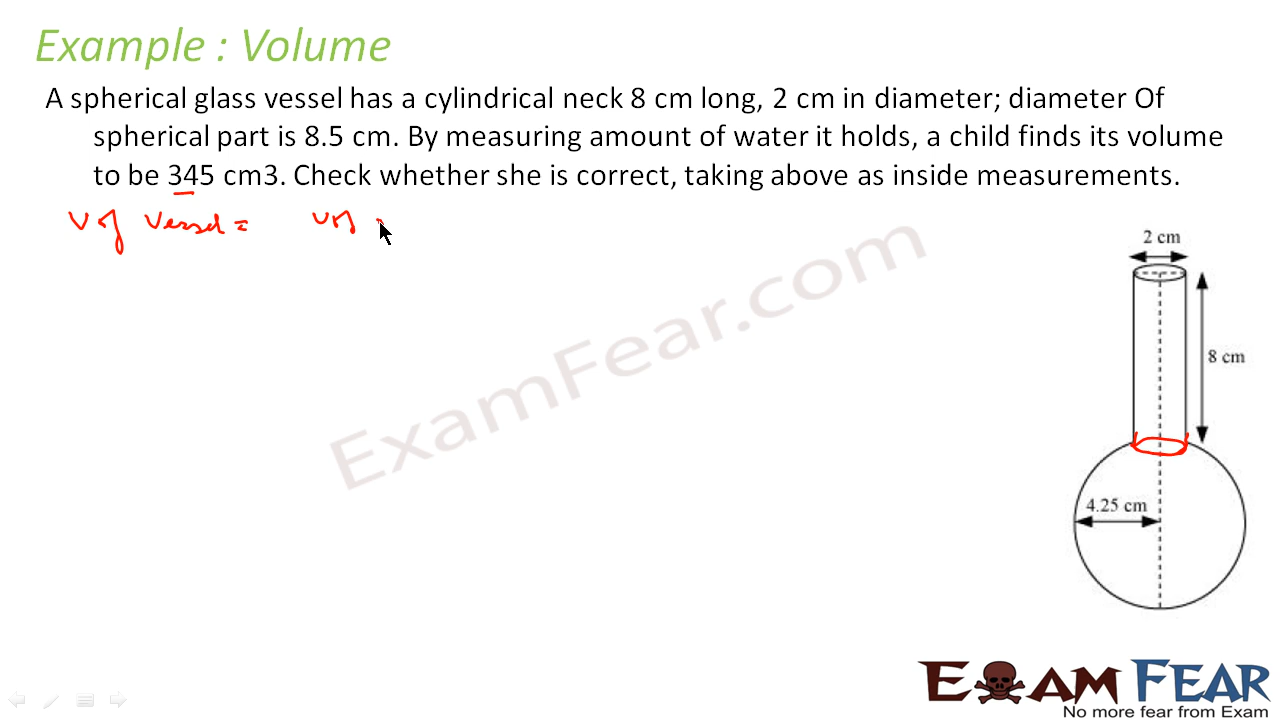 Example : Volume
A spherical glass vessel has a cylindrical neck 8 cm long, 2 cm in diameter; diameter Of
spherical part is 8.5 cm. By measuring amount of water it holds, a child finds its volume
to be 345 cm3. Check whether she is correct, taking above as inside measurements.
V of Vessel = V of
2 cm
8 cm
4.25 cm
ExamFear.com
EXAM FEAR
No more fear from Exam